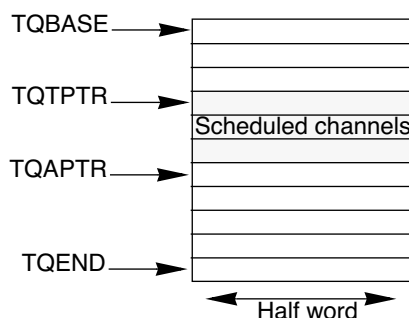 TQBASE
TQTPTR
Scheduled channels
TQAPTR
TQEND
Half word